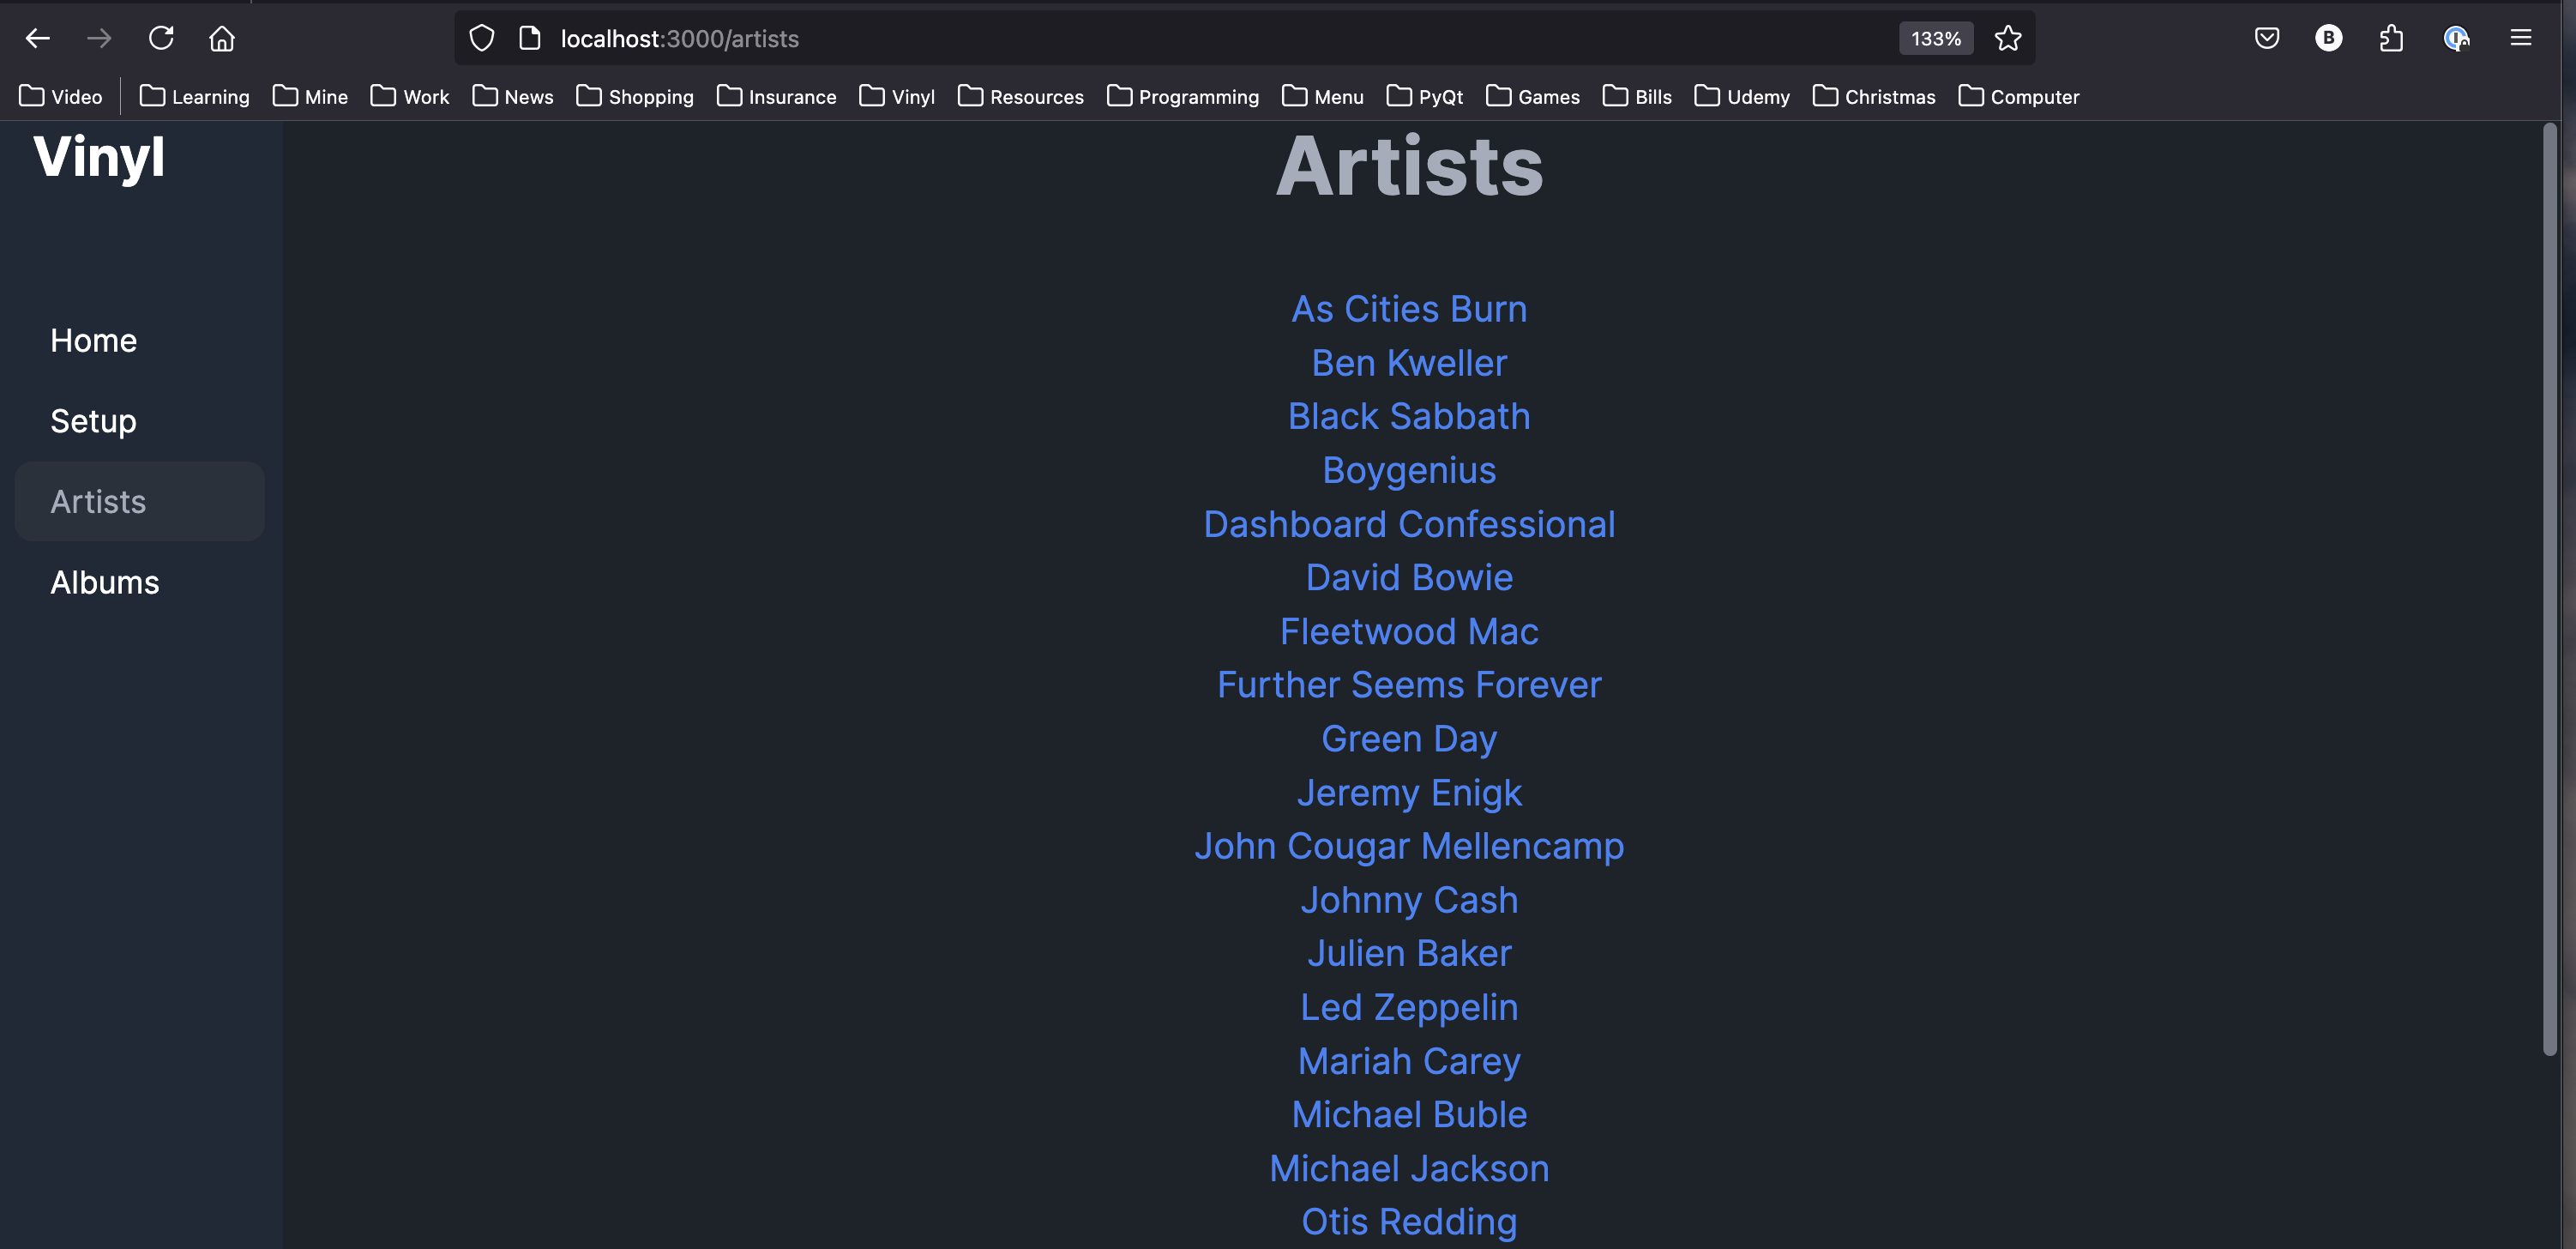 localhost:3000/artists 133%
Video Learning Mine Work News Shopping Insurance Vinyl Resources Programming Menu PyQt Games Bills Udemy Christmas Computer
Vinyl
Home
Setup
Artists
Albums
Artists
As Cities Burn
Ben Kweller
Black Sabbath
Boygenius
Dashboard Confessional
David Bowie
Fleetwood Mac
Further Seems Forever
Green Day
Jeremy Enigk
John Cougar Mellencamp
Johnny Cash
Julien Baker
Led Zeppelin
Mariah Carey
Michael Buble
Michael Jackson
Otis Redding